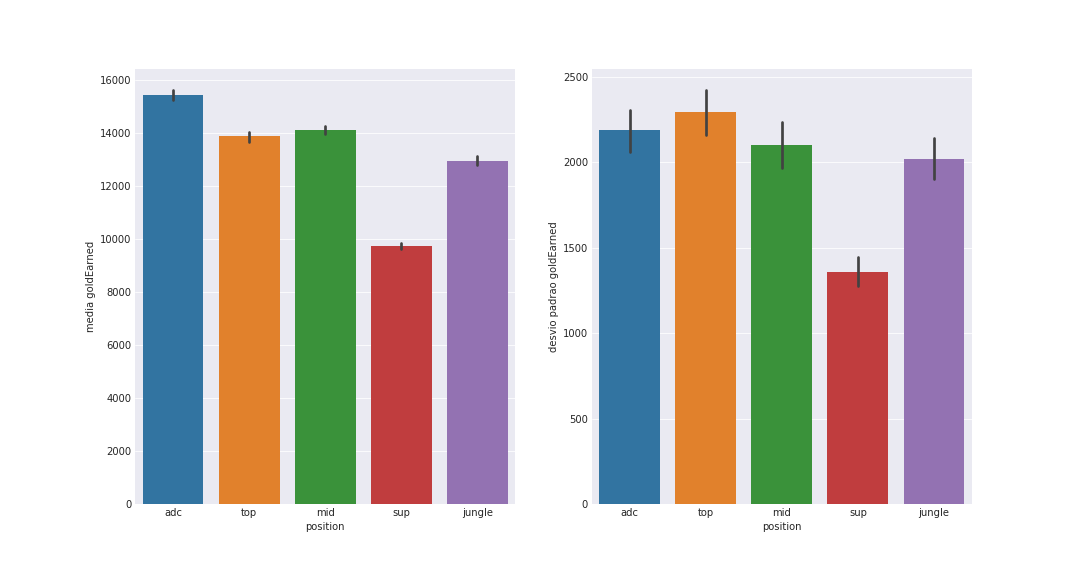 16000
14000
12000
10000
8000
6000
4000
2000
0
media goldEarned
adc top mid sup jungle
position
2500
2000
1500
1000
500
0
desvio padrao goldEarned
adc top mid sup jungle
position